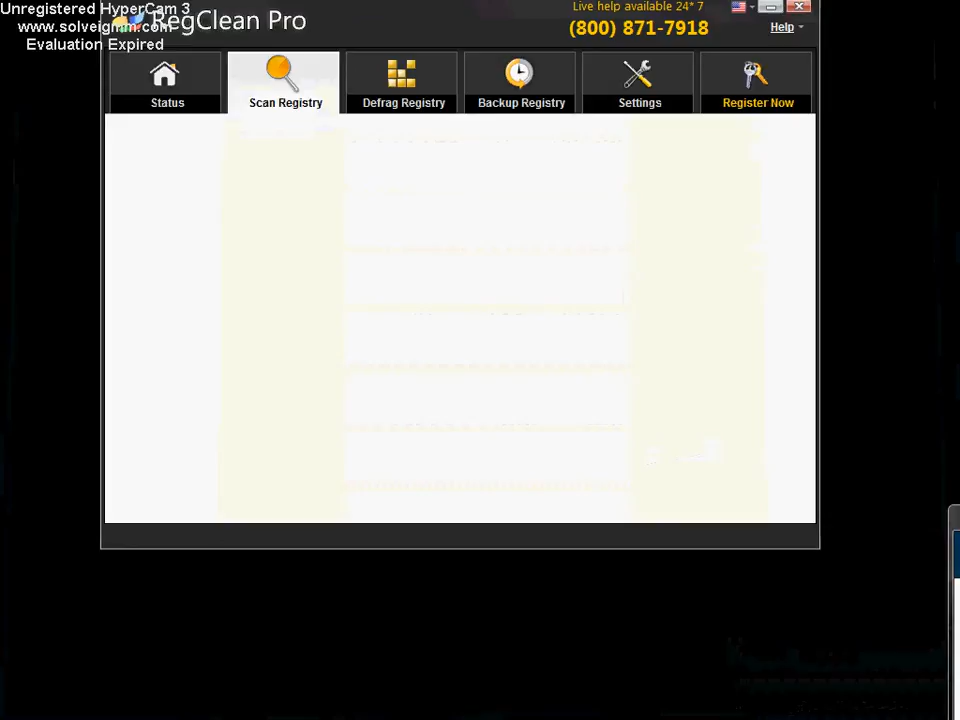 Unregistered HyperCam 3
www.solveigmm.com
Evaluation Expired
RegClean Pro
Live help available 24* 7
(800) 871-7918
Help
Status
Scan Registry
Defrag Registry
Backup Registry
Settings
Register Now